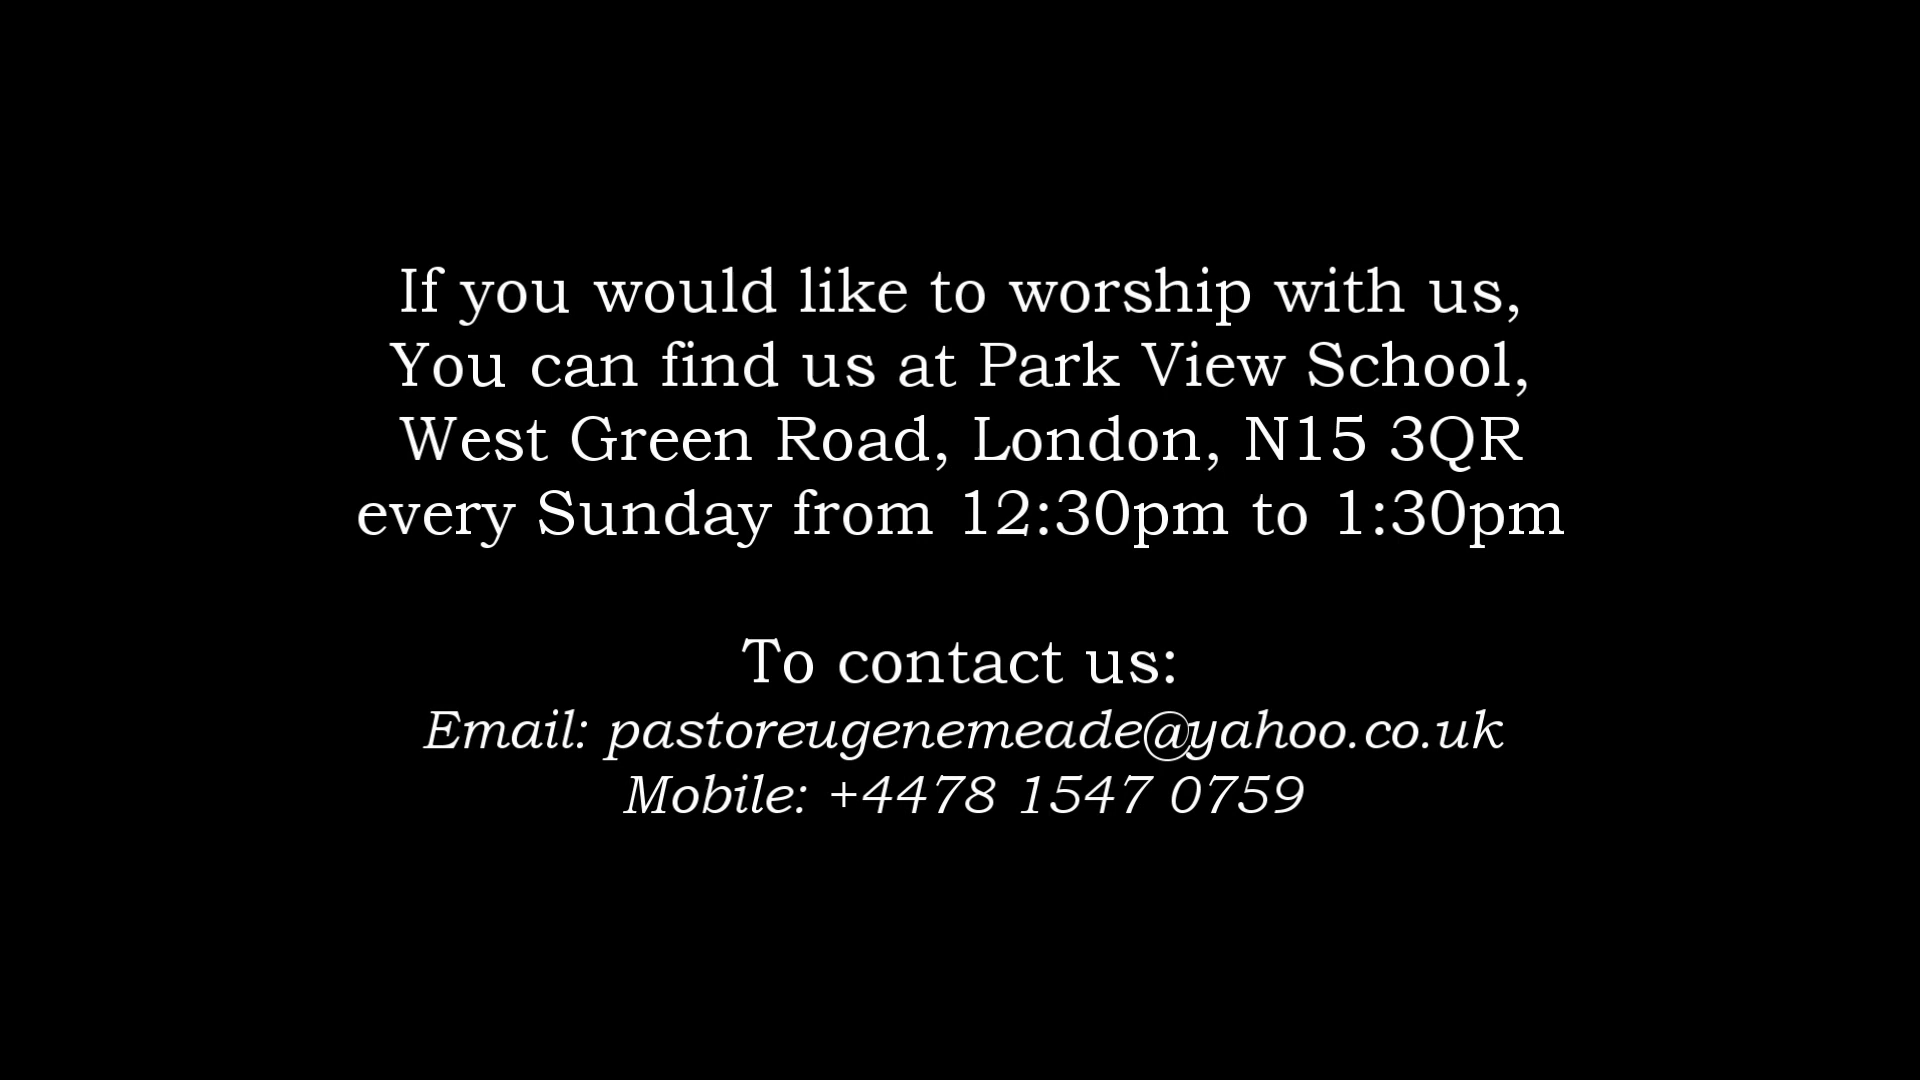 If you would like to worship with us,
You can find us at Park View School,
West Green Road, London, N15 3QR
every Sunday from 12:30pm to 1:30pm
To contact us:
Email: pastoreugenemeade@yahoo.co.uk
Mobile: +4478 1547 0759